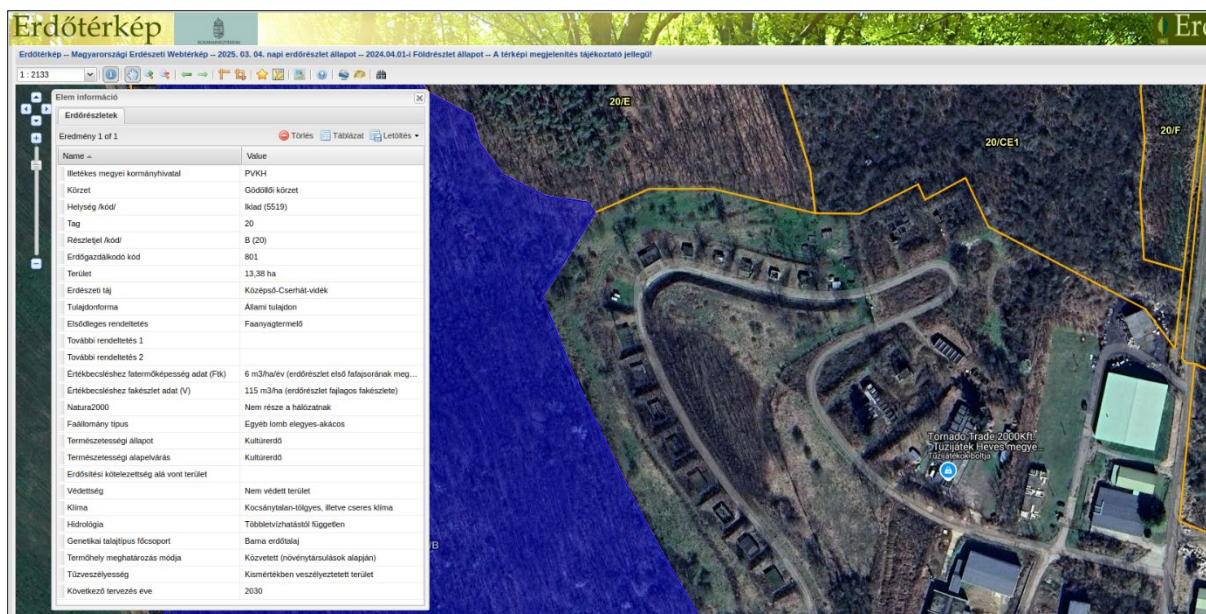 Erdőtérkép
KORMÁNYHIVATAL
Erdőtérkép -- Magyarországi Erdészeti Webtérkép -- 2025. 03. 04. napi erdőrészlet állapot -- 2024.04.01-i Földrészlet állapot -- A térképi megjelenítés tájékoztató jellegű!
1 : 2133
Elem információ
Erdőrészletek
Eredmény 1 of 1 Törlés Táblázat Letöltés
Name Value
Illetékes megyei kormányhivatal PVKH
Körzet Gödöllői körzet
Helység /kód/ Iklad (5519)
Tag 20
Részletjel /kód/ B (20)
Erdőgazdálkodó kód 801
Terület 13,38 ha
Erdészeti táj Középső-Cserhát-vidék
Tulajdonforma Állami tulajdon
Elsődleges rendeltetés Faanyagtermelő
További rendeltetés 1
További rendeltetés 2
Értékbecsléshez fatermőképesség adat (Ftk) 6 m3/ha/év (erdőrészlet első fafajsorának meg...
Értékbecsléshez fakészlet adat (V) 115 m3/ha (erdőrészlet fajlagos fakészlete)
Natura2000 Nem része a hálózatnak
Faállomány típus Egyéb lomb elegyes-akácos
Természetességi állapot Kultúrerdő
Természetességi alapelvárás Kultúrerdő
Erdősítési kötelezettség alá vont terület
Védettség Nem védett terület
Klíma Kocsánytalan-tölgyes, illetve cseres klíma
Hidrológia Többletvízhatástól független
Genetikai talajtípus főcsoport Barna erdőtalaj
Termőhely meghatározás módja Közvetett (növénytársulások alapján)
Tűzveszélyesség Kismértékben veszélyeztetett terület
Következő tervezés éve 2030
20/E
20/CE1
20/F
Tornado Trade 2000Kft.
Tűzijáték Heves megye...
Tűzijátékok boltja
/B